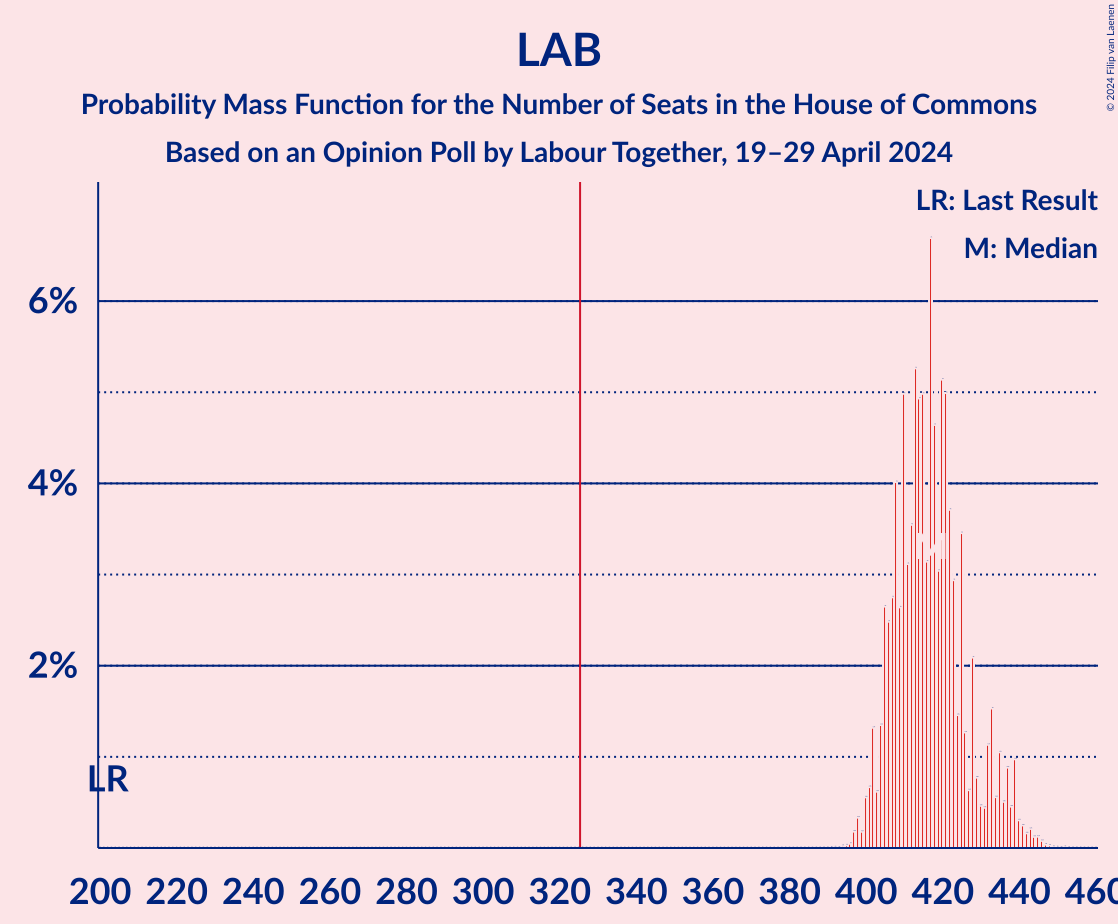 LAB
Probability Mass Function for the Number of Seats in the House of Commons
Based on an Opinion Poll by Labour Together, 19–29 April 2024
© 2024 Filip van Laenen
LR: Last Result
M: Median
6%
4%
2%
LR
200 220 240 260 280 300 320 340 360 380 400 420 440 460